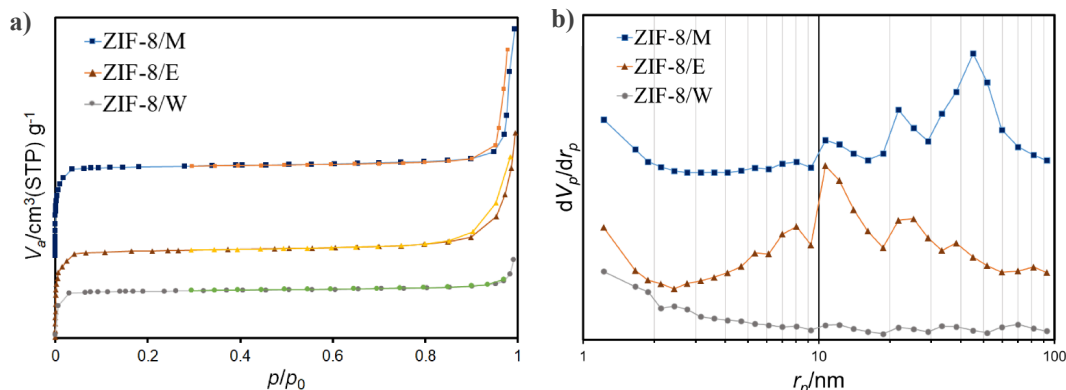 a)
ZIF-8/M
ZIF-8/E
ZIF-8/W
Va/cm³(STP) g⁻¹
0 0.2 0.4 0.6 0.8 1
p/p₀
b)
ZIF-8/M
ZIF-8/E
ZIF-8/W
dVp/drp
1 10 100
rp/nm